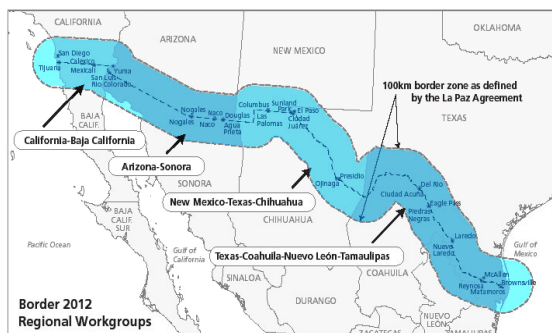 CALIFORNIA
ARIZONA
NEW MEXICO
OKLAHOMA
TEXAS
San Diego
Tijuana
Calexico
Mexicali
Yuma
San Luis
Rio Colorado
Nogales
Nogales
Naco
Naco
Douglas
Agua
Prieta
Columbus
Las
Palomas
Sunland
Park
El Paso
Ciudad
Juárez
100km border zone as defined
by the La Paz Agreement
BAJA
CALIF.
California-Baja California
Arizona-Sonora
SONORA
Ojinaga
Presidio
Ciudad Acuña
Del Rio
Eagle Pass
Piedras
Negras
New Mexico-Texas-Chihuahua
CHIHUAHUA
BAJA
CALIF.
SUR
Pacific Ocean
Gulf of
California
Texas-Coahuila-Nuevo León-Tamaulipas
Laredo
Nuevo
Laredo
Gulf of
Mexico
McAllen
Brownsville
Reynosa
Matamoros
SINALOA
DURANGO
COAHUILA
NUEVO
LEÓN
ZACATECAS
TAMAULIPAS
Border 2012
Regional Workgroups